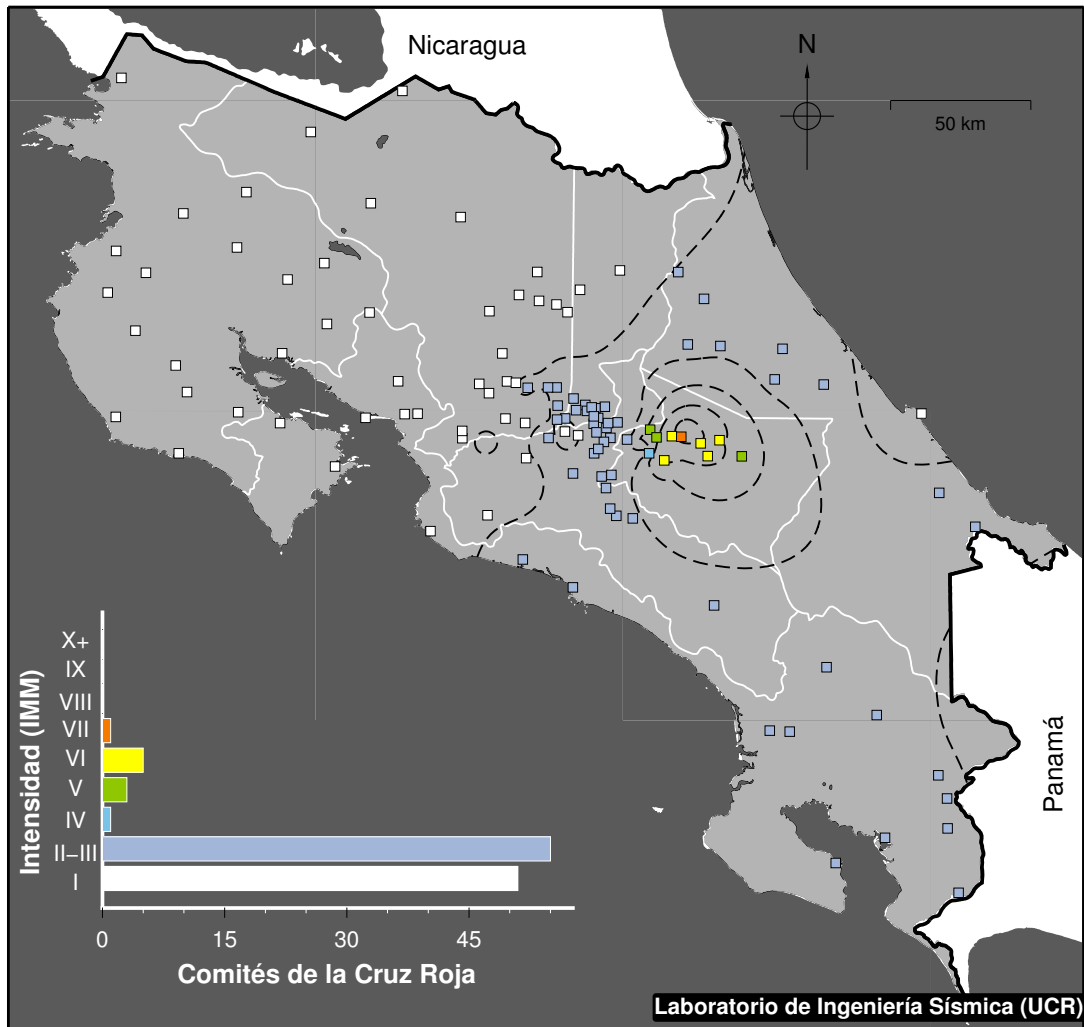 Nicaragua
N
50 km
Panamá
Intensidad (IMM)
X+
IX
VIII
VII
VI
V
IV
II−III
I
0 15 30 45
Comités de la Cruz Roja
Laboratorio de Ingeniería Sísmica (UCR)